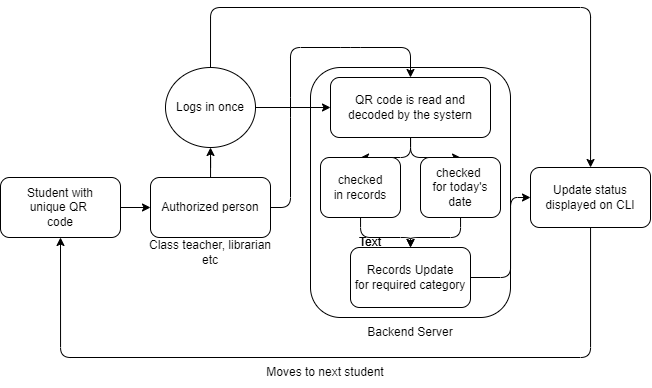 Logs in once
QR code is read and
decoded by the systern
Student with
unique QR
code
Authorized person
Class teacher, librarian
etc
checked
in records
checked
for today's
date
Update status
displayed on CLI
Text
Records Update
for required category
Backend Server
Moves to next student